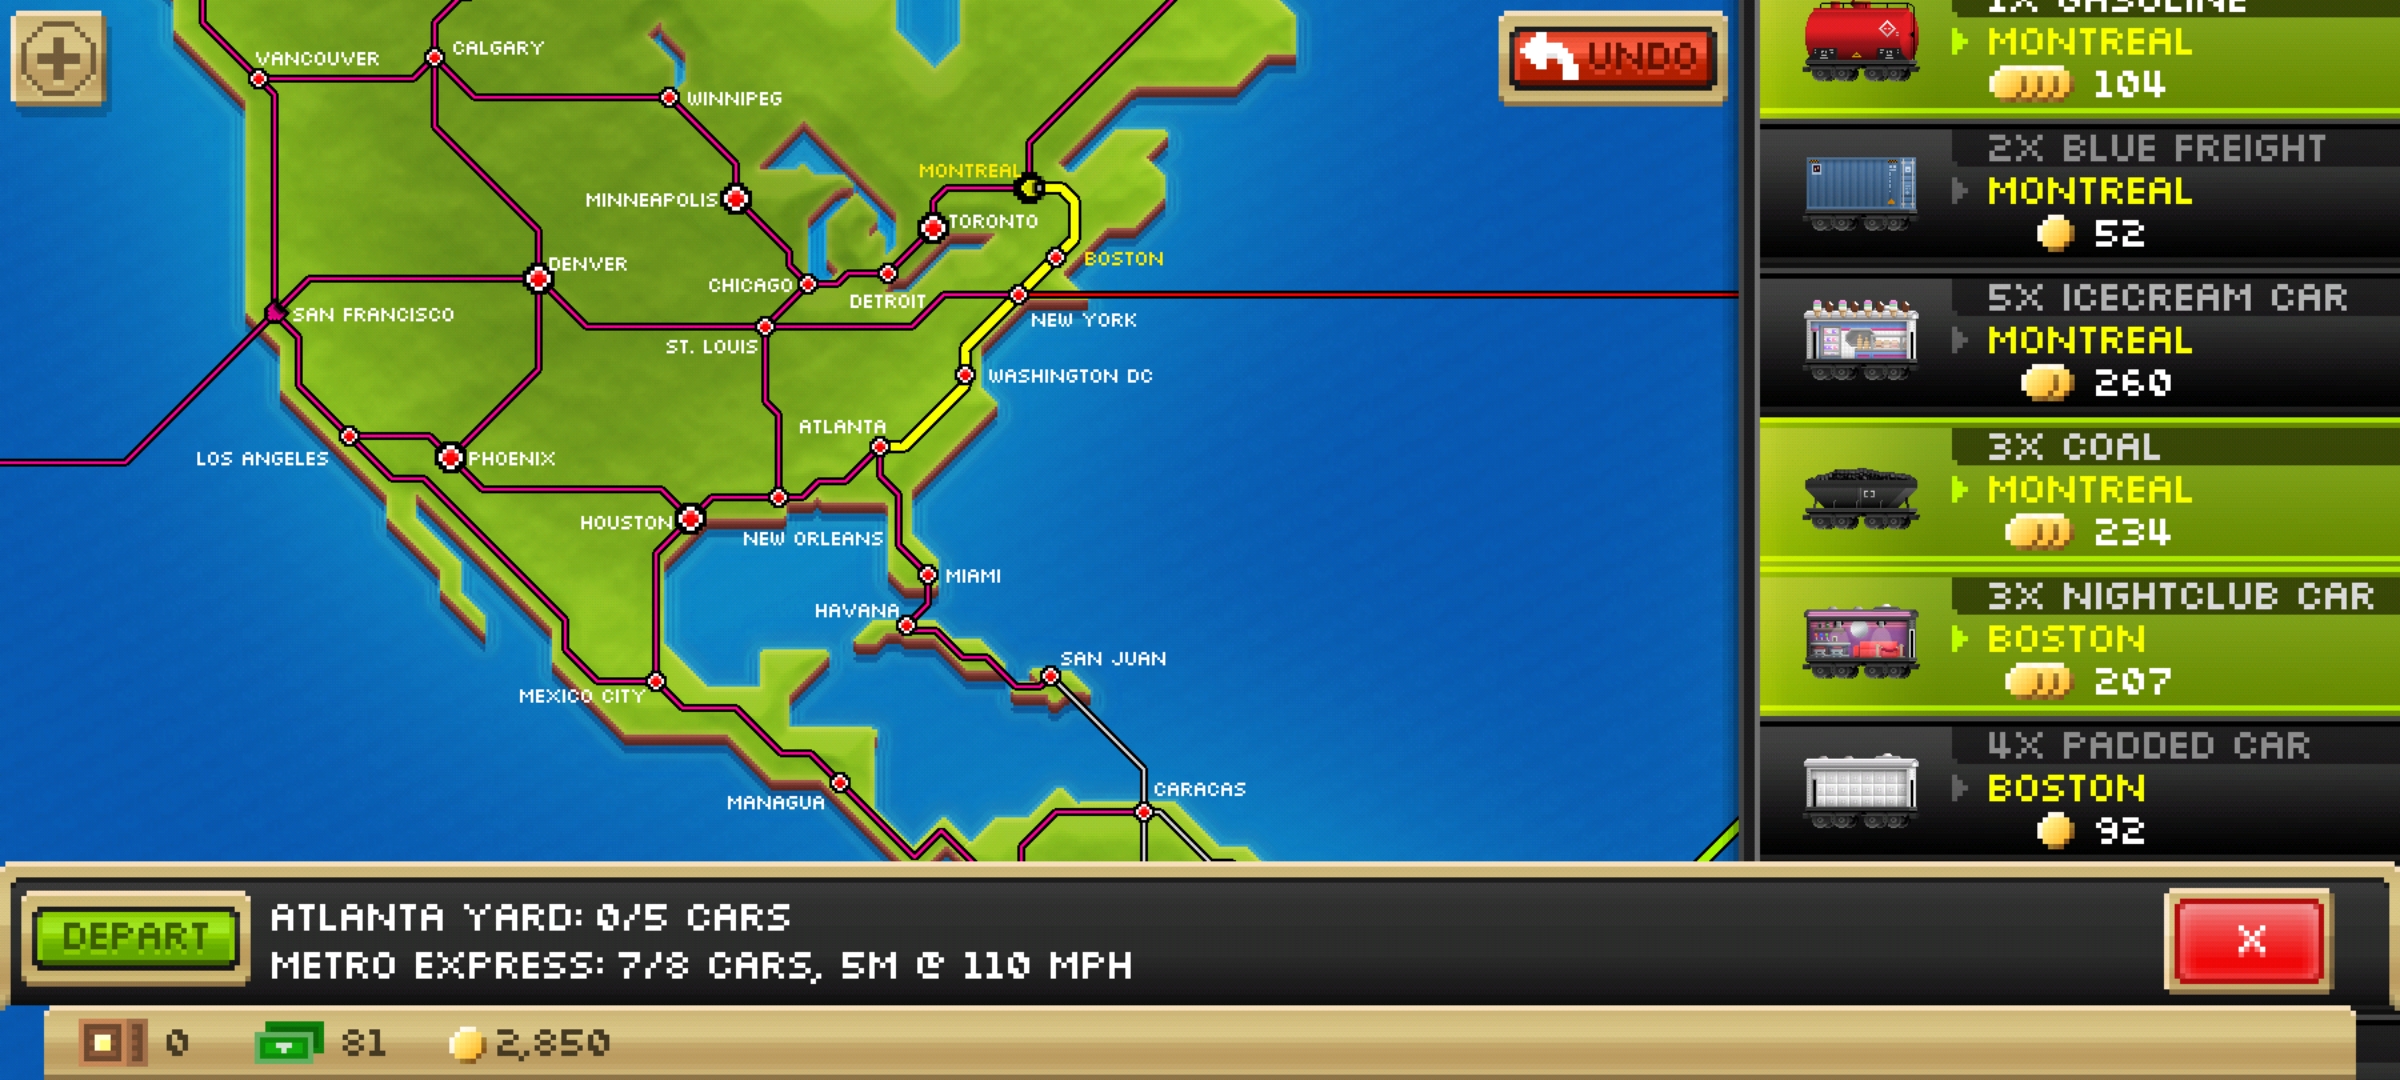 VANCOUVER
CALGARY
WINNIPEG
MINNEAPOLIS
MONTREAL
TORONTO
DENVER
CHICAGO
DETROIT
BOSTON
SAN FRANCISCO
ST. LOUIS
NEW YORK
WASHINGTON DC
ATLANTA
LOS ANGELES
PHOENIX
HOUSTON
NEW ORLEANS
MIAMI
HAVANA
SAN JUAN
MEXICO CITY
MANAGUA
CARACAS
UNDO
1X GASOLINE
MONTREAL
104
2X BLUE FREIGHT
MONTREAL
52
5X ICECREAM CAR
MONTREAL
260
3X COAL
MONTREAL
234
3X NIGHTCLUB CAR
BOSTON
207
4X PADDED CAR
BOSTON
92
DEPART
ATLANTA YARD: 0/5 CARS
METRO EXPRESS: 7/8 CARS, 5M @ 110 MPH
X
0
81
2,850